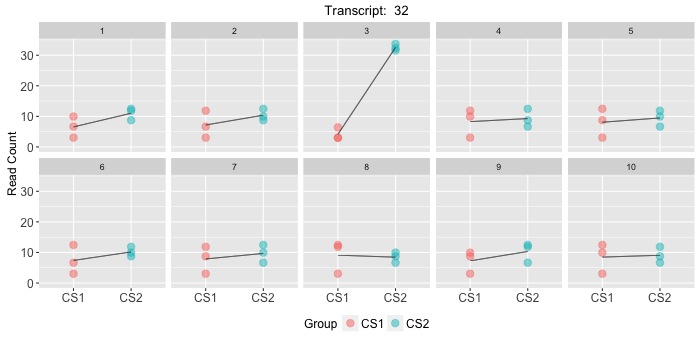 Transcript: 32
1 2 3 4 5
30
20
10
0
6 7 8 9 10
30
20
10
0
Read Count
CS1 CS2 CS1 CS2 CS1 CS2 CS1 CS2 CS1 CS2
Group CS1 CS2